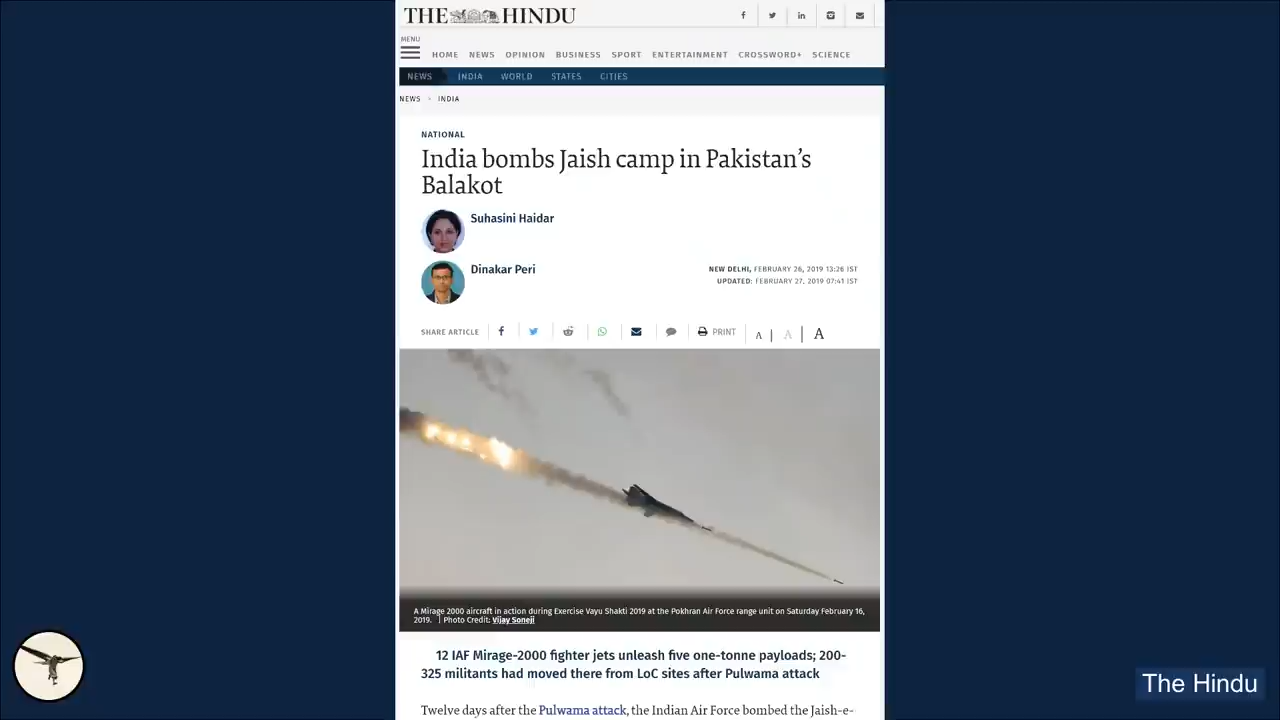 THE HINDU
MENU
HOME NEWS OPINION BUSINESS SPORT ENTERTAINMENT CROSSWORD+ SCIENCE
NEWS INDIA WORLD STATES CITIES
NEWS > INDIA
NATIONAL
India bombs Jaish camp in Pakistan’s
Balakot
Suhasini Haidar
Dinakar Peri
NEW DELHI, FEBRUARY 26, 2019 13:26 IST
UPDATED: FEBRUARY 27, 2019 07:41 IST
SHARE ARTICLE PRINT A | A | A
A Mirage 2000 aircraft in action during Exercise Vayu Shakti 2019 at the Pokhran Air Force range unit on Saturday February 16,
2019. | Photo Credit: Vijay Soneji
12 IAF Mirage-2000 fighter jets unleash five one-tonne payloads; 200-
325 militants had moved there from LoC sites after Pulwama attack
Twelve days after the Pulwama attack, the Indian Air Force bombed the Jaish-e-
The Hindu